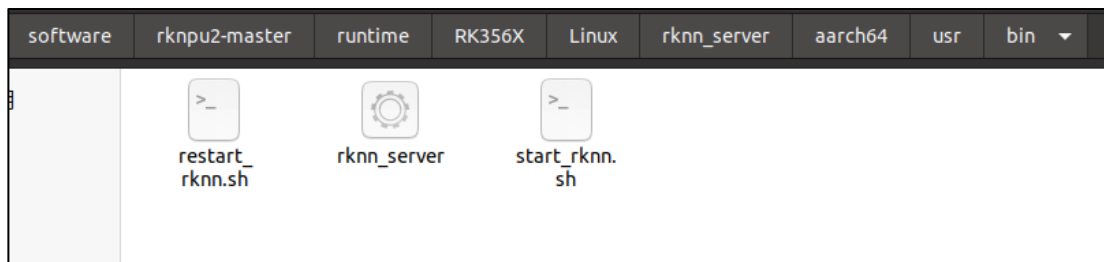 software rknpu2-master runtime RK356X Linux rknn_server aarch64 usr bin
>_ >_
restart_ rknn_server start_rknn.
rknn.sh sh